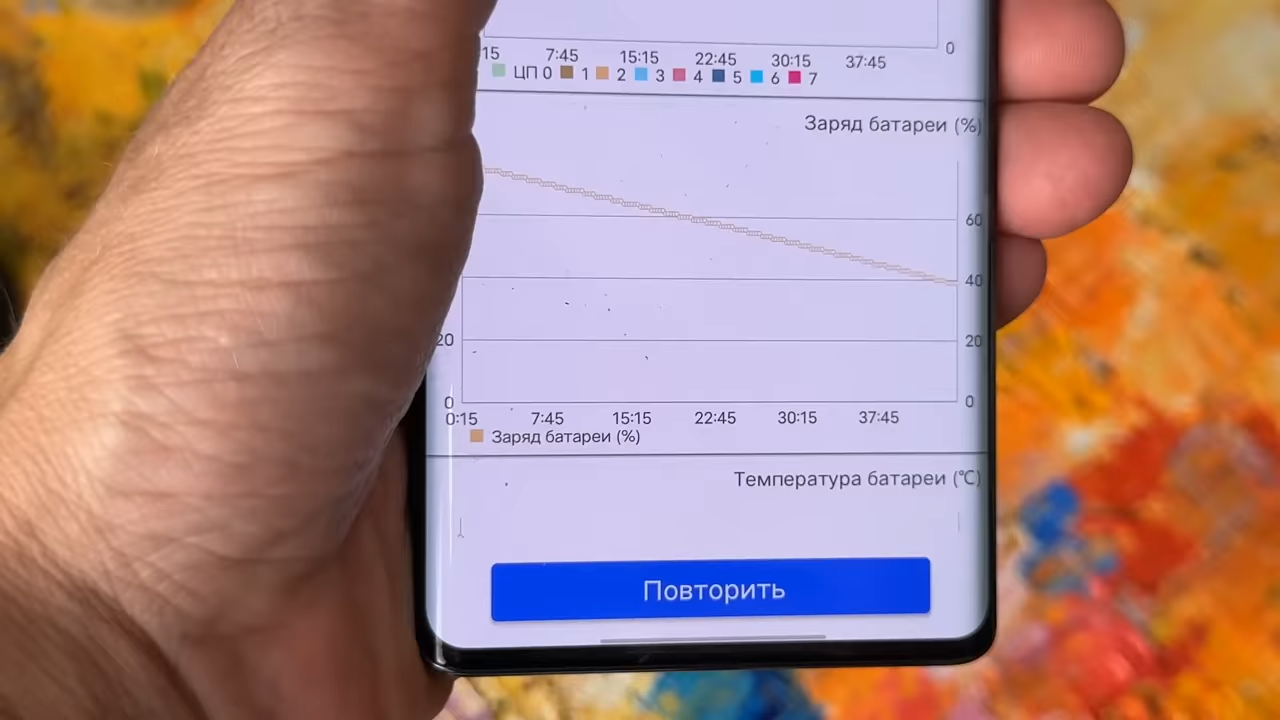 0
15 7:45 15:15 22:45 30:15 37:45
ЦП 0 1 2 3 4 5 6 7
Заряд батареи (%)
60
40
20 20
0 0
0:15 7:45 15:15 22:45 30:15 37:45
Заряд батареи (%)
Температура батареи (°C)
Повторить